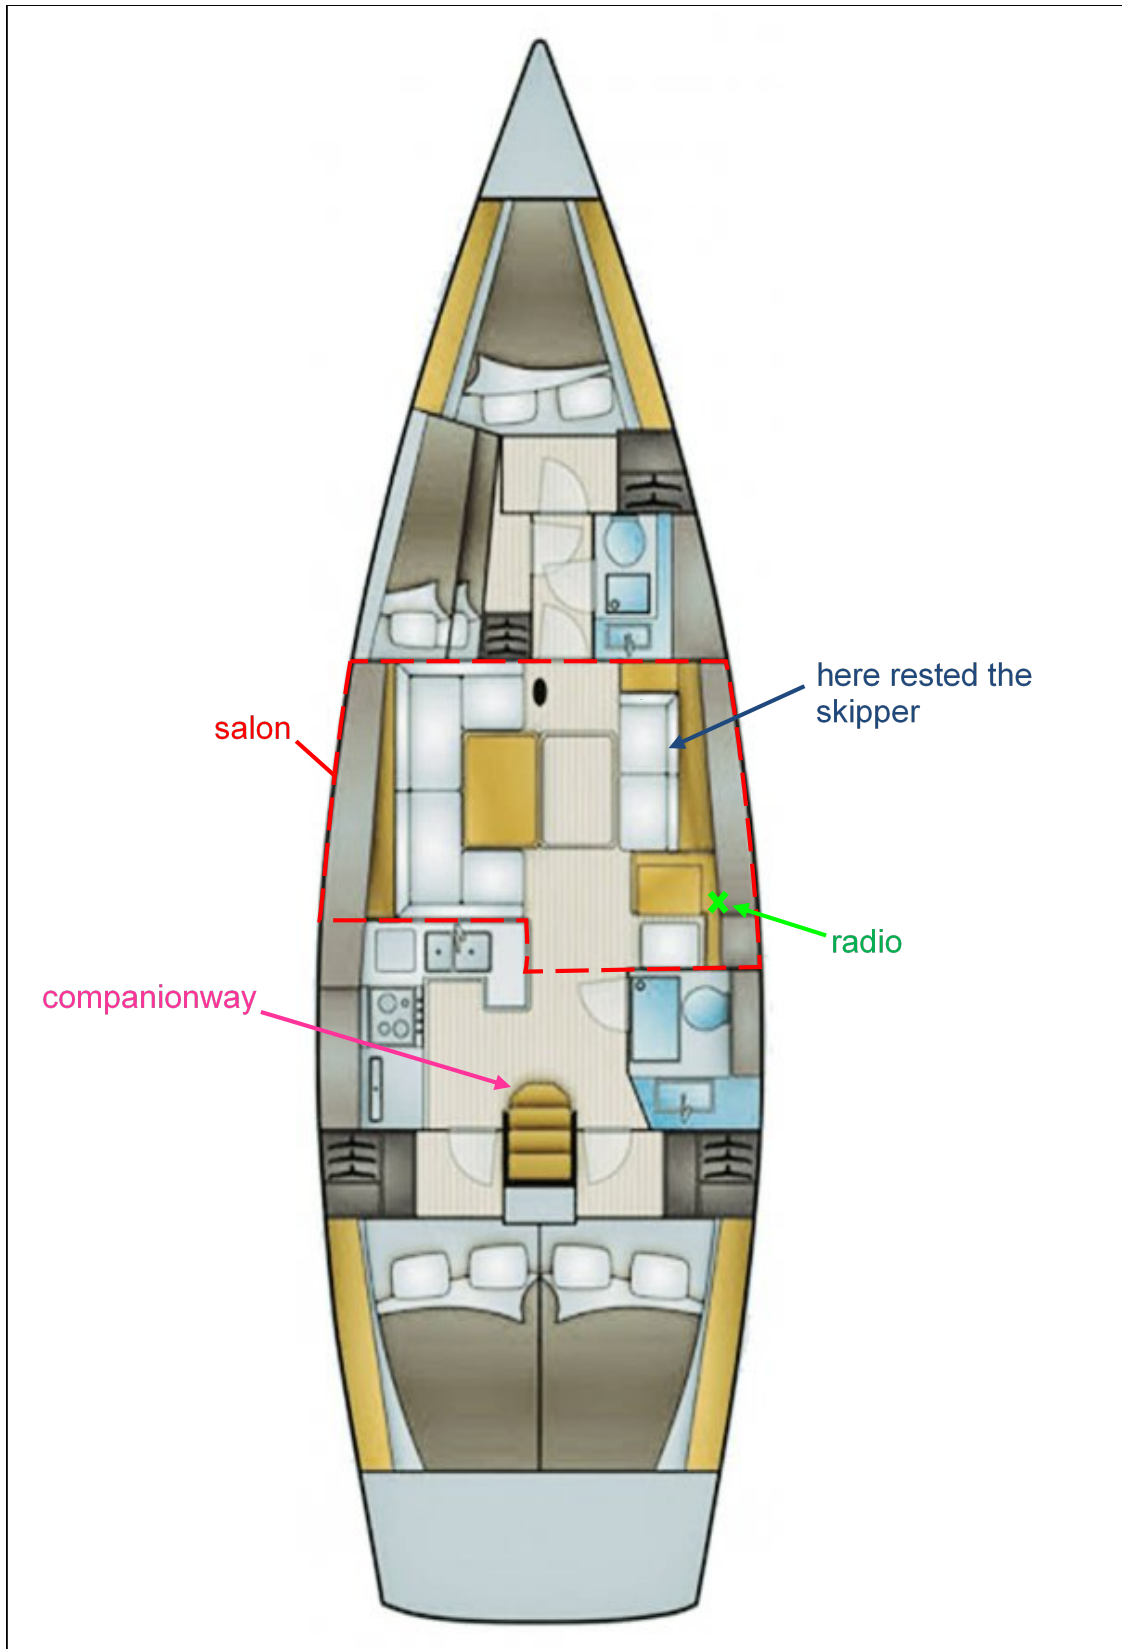 here rested the
skipper
salon
radio
companionway